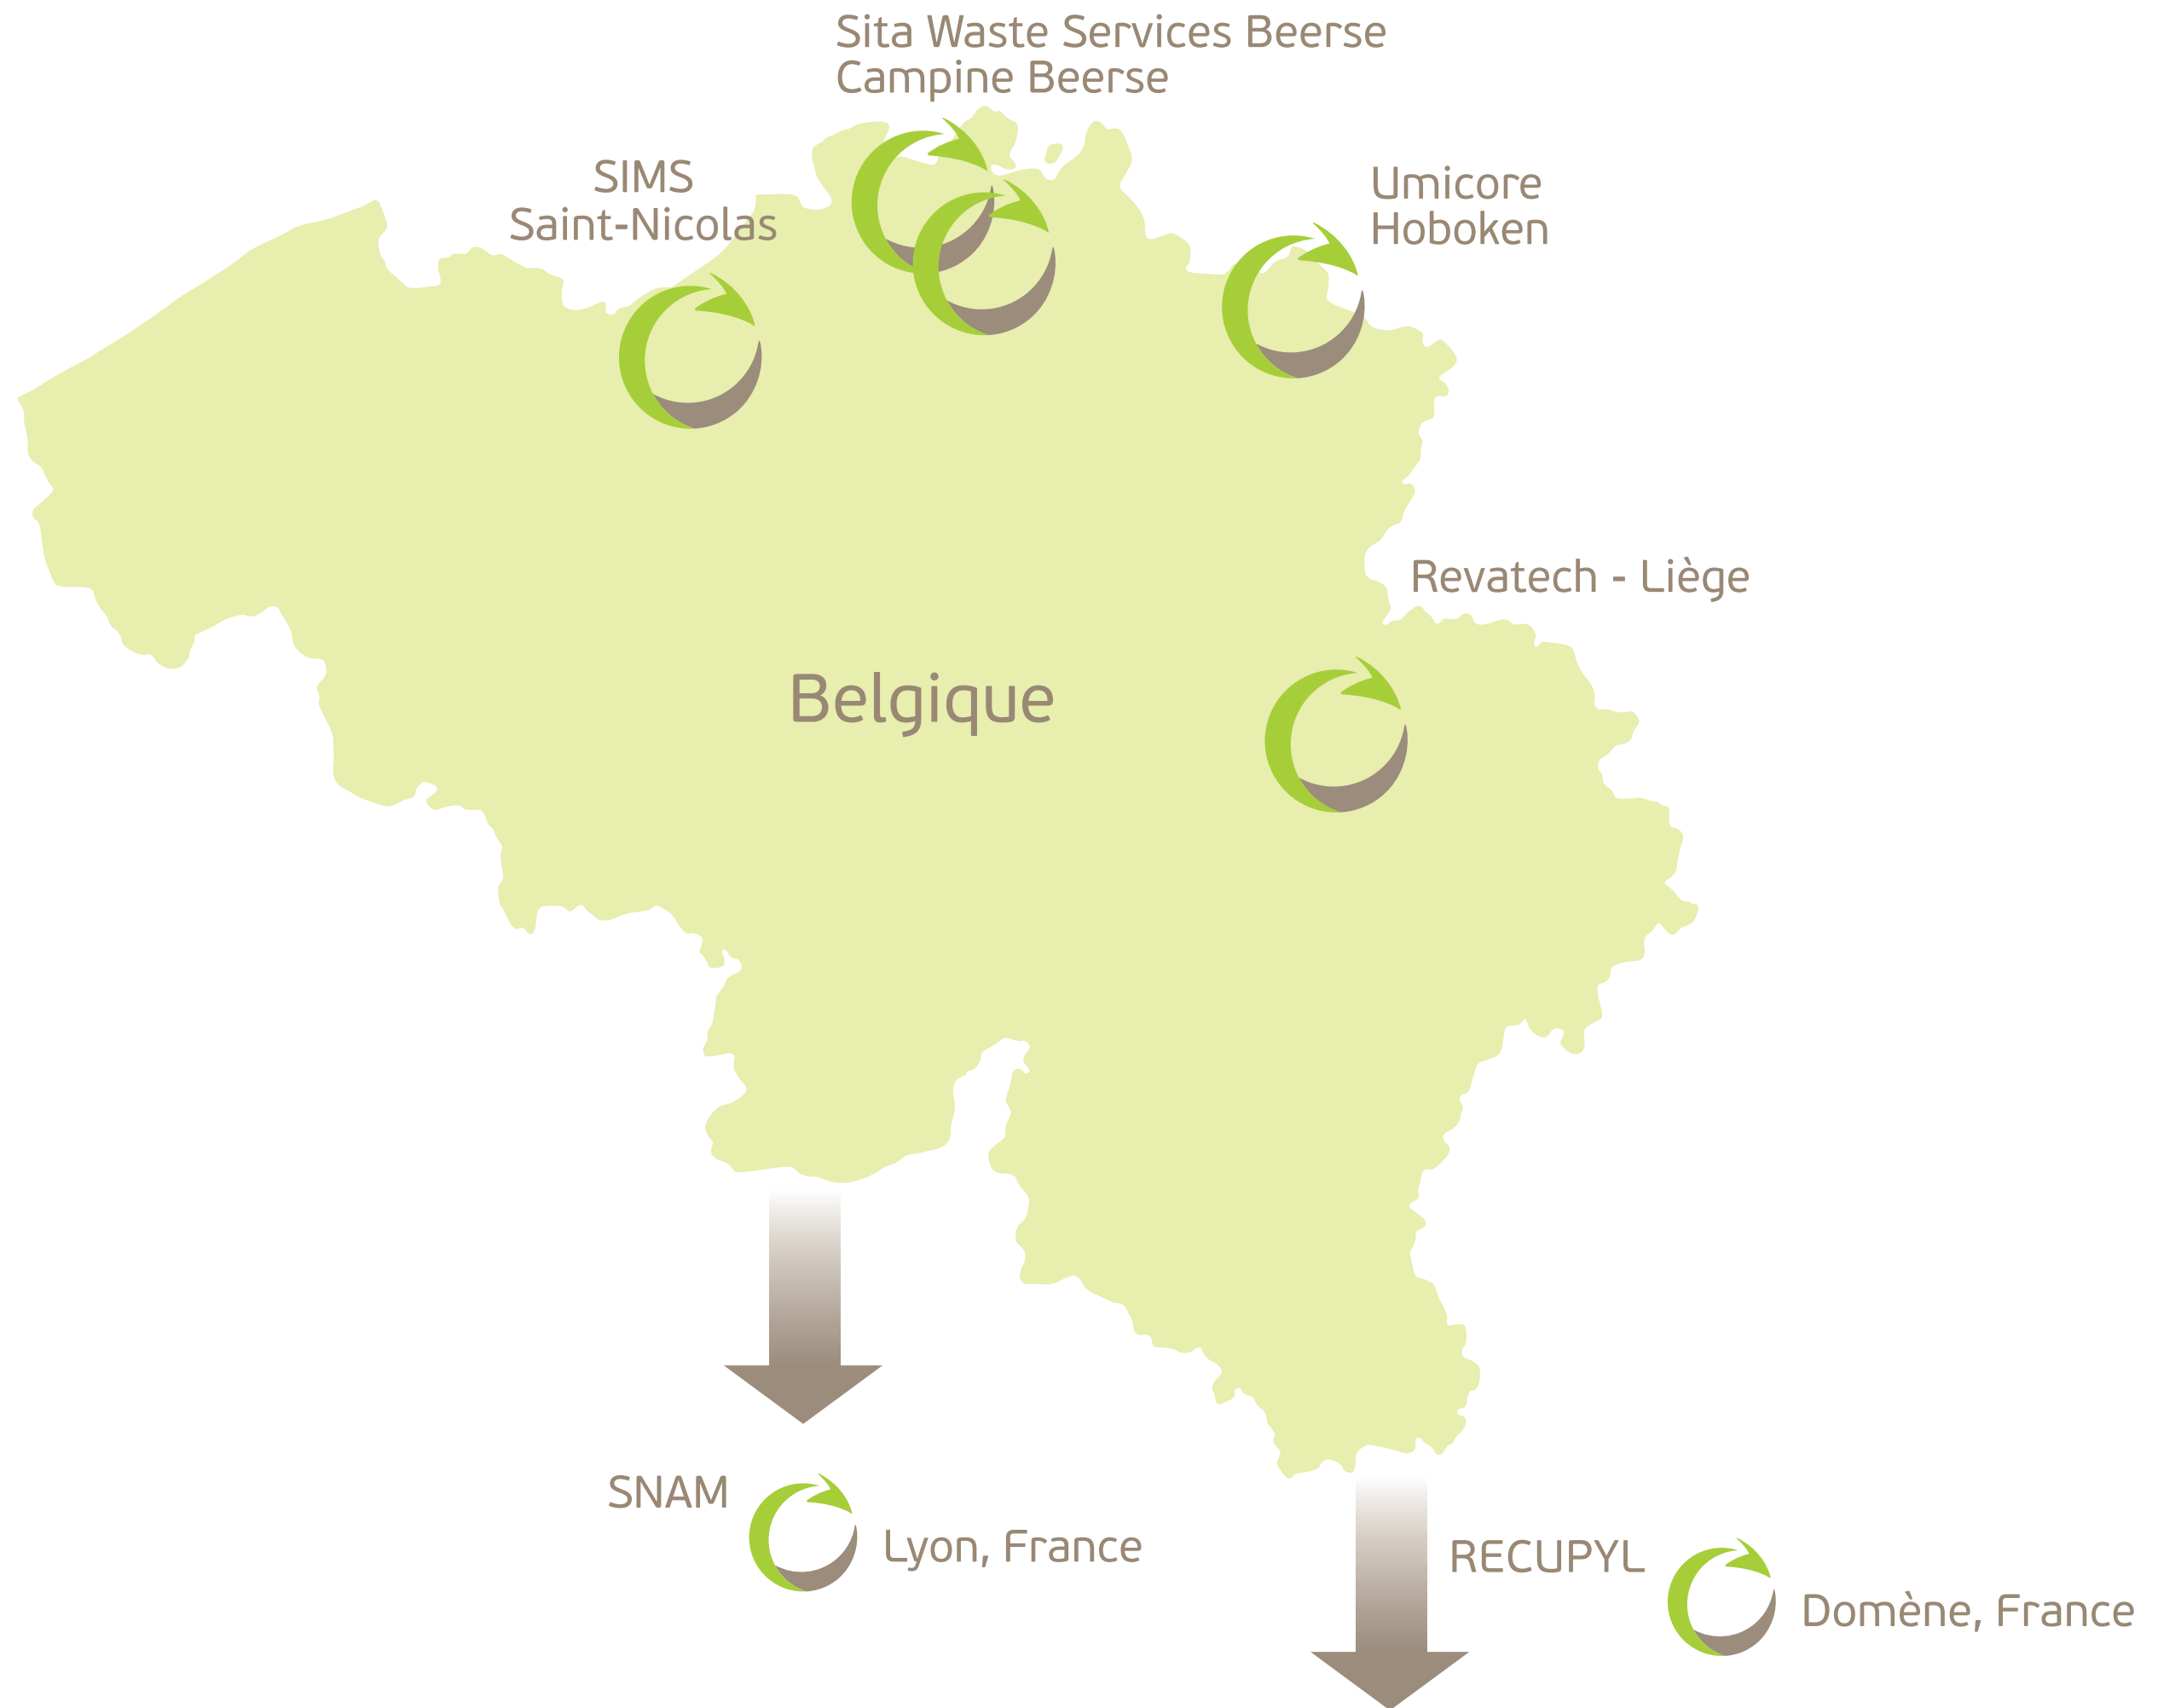 Sita Waste Services Beerse
Campine Beerse
SIMS
Saint-Nicolas
Umicore
Hoboken
Revatech - Liège
Belgique
SNAM
Lyon, France
RECUPYL
Domène, France